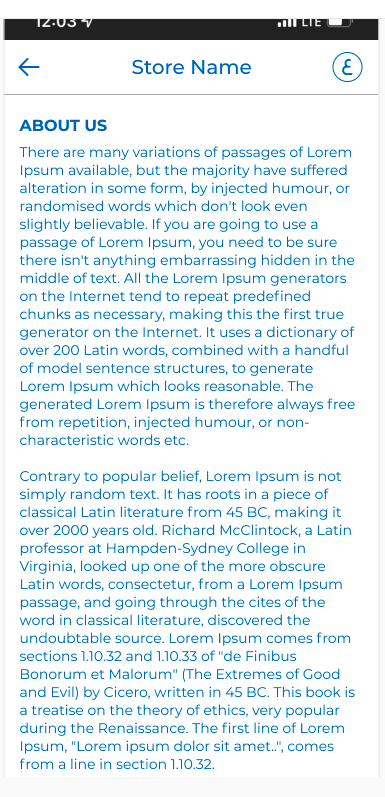 12:03
LTE
Store Name
ع
ABOUT US
There are many variations of passages of Lorem
Ipsum available, but the majority have suffered
alteration in some form, by injected humour, or
randomised words which don't look even
slightly believable. If you are going to use a
passage of Lorem Ipsum, you need to be sure
there isn't anything embarrassing hidden in the
middle of text. All the Lorem Ipsum generators
on the Internet tend to repeat predefined
chunks as necessary, making this the first true
generator on the Internet. It uses a dictionary of
over 200 Latin words, combined with a handful
of model sentence structures, to generate
Lorem Ipsum which looks reasonable. The
generated Lorem Ipsum is therefore always free
from repetition, injected humour, or non-
characteristic words etc.
Contrary to popular belief, Lorem Ipsum is not
simply random text. It has roots in a piece of
classical Latin literature from 45 BC, making it
over 2000 years old. Richard McClintock, a Latin
professor at Hampden-Sydney College in
Virginia, looked up one of the more obscure
Latin words, consectetur, from a Lorem Ipsum
passage, and going through the cites of the
word in classical literature, discovered the
undoubtable source. Lorem Ipsum comes from
sections 1.10.32 and 1.10.33 of "de Finibus
Bonorum et Malorum" (The Extremes of Good
and Evil) by Cicero, written in 45 BC. This book is
a treatise on the theory of ethics, very popular
during the Renaissance. The first line of Lorem
Ipsum, "Lorem ipsum dolor sit amet..", comes
from a line in section 1.10.32.